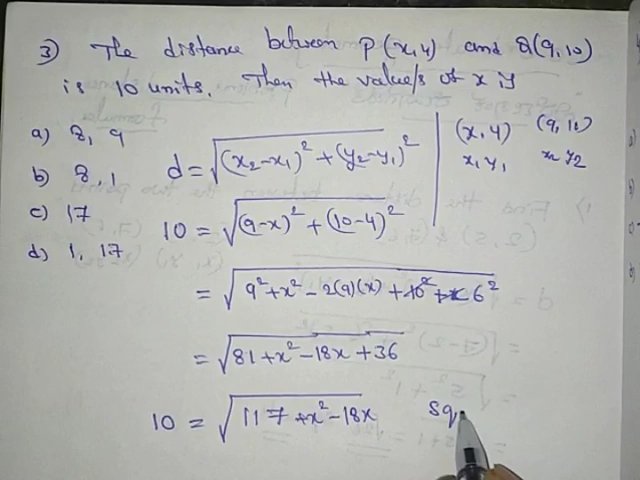 3) The distance between P(x,4) and Q(9,10)
is 10 units. Then the value/s of x is
a) 8, 9
b) 8, 1
c) 17
d) 1, 17
d = √(x₂-x₁)² + (y₂-y₁)²
(x,4) (9,10)
x₁ y₁ x₂ y₂
10 = √(9-x)² + (10-4)²
= √9² + x² - 2(9)(x) + 6²
= √81 + x² - 18x + 36
10 = √117 + x² - 18x
sq